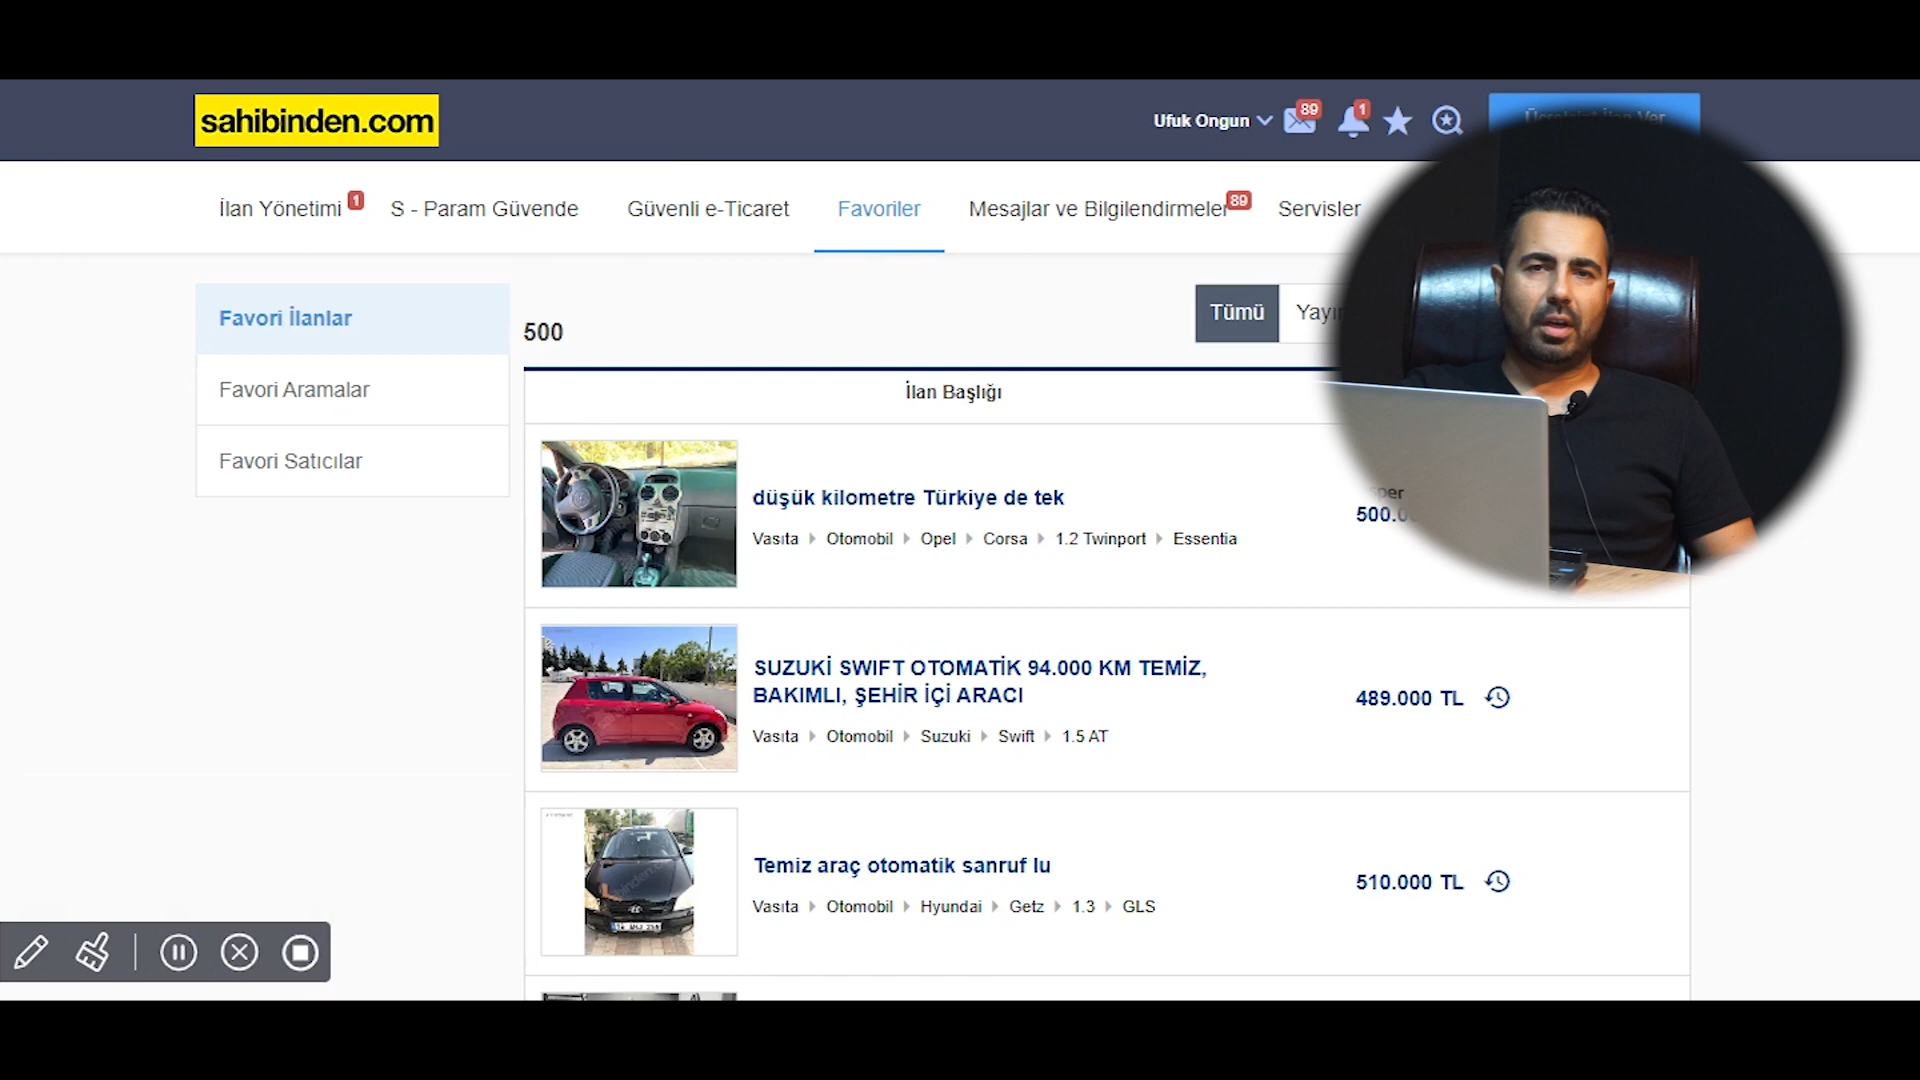 sahibinden.com
Ufuk Ongun
89
1
Ücretsiz İlan Ver
İlan Yönetimi 1
S - Param Güvende
Güvenli e-Ticaret
Favoriler
Mesajlar ve Bilgilendirmeler 89
Servisler
Favori İlanlar
Favori Aramalar
Favori Satıcılar
500
Tümü
İlan Başlığı
düşük kilometre Türkiye de tek
Vasıta Otomobil Opel Corsa 1.2 Twinport Essentia
SUZUKİ SWIFT OTOMATİK 94.000 KM TEMİZ,
BAKIMLI, ŞEHİR İÇİ ARACI
Vasıta Otomobil Suzuki Swift 1.5 AT
489.000 TL
Temiz araç otomatik sanruf lu
Vasıta Otomobil Hyundai Getz 1.3 GLS
510.000 TL